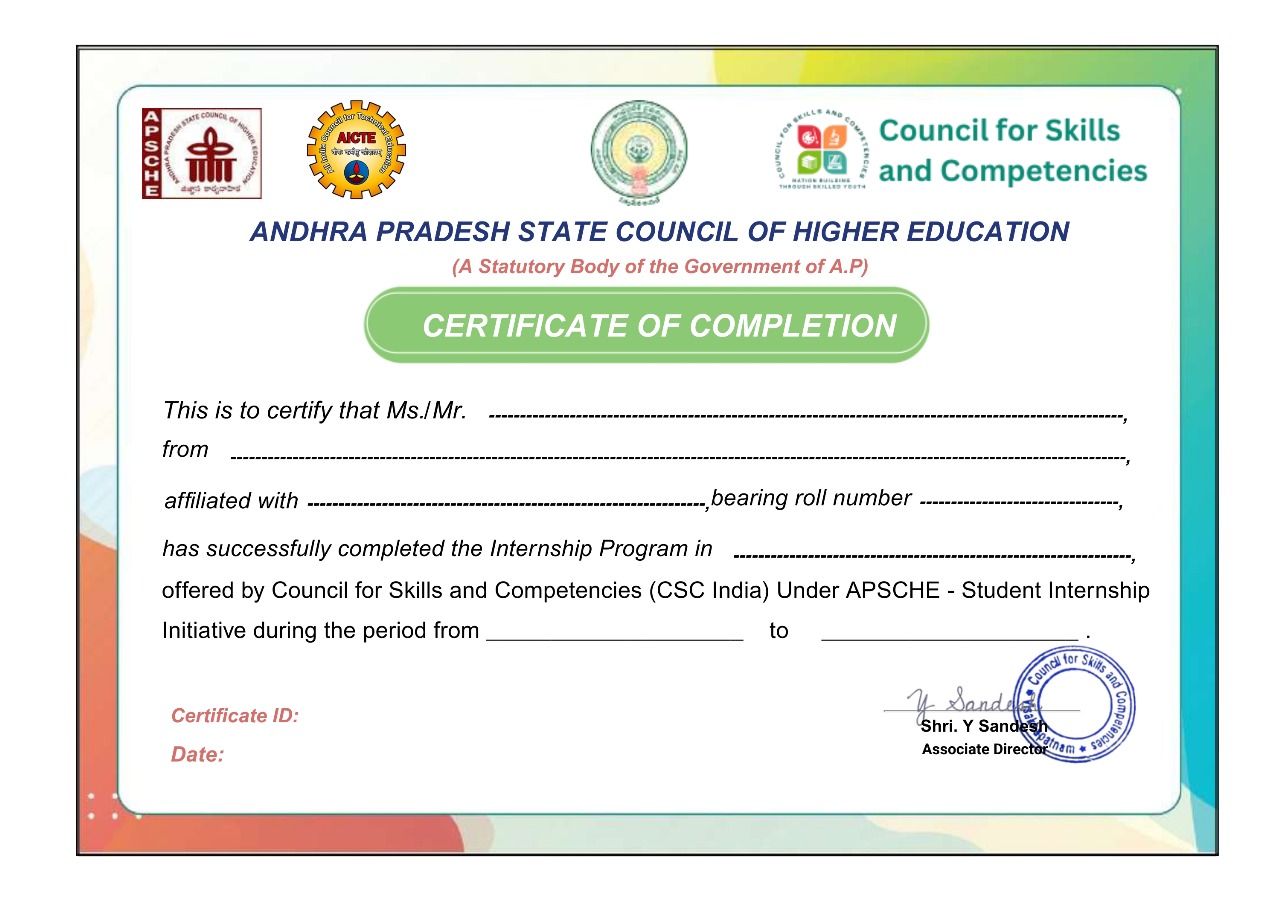 APSCHE
ANDHRA PRADESH STATE COUNCIL OF HIGHER EDUCATION
All India Council for Technical Education
AICTE
COUNCIL FOR SKILLS AND COMPETENCIES
NATION BUILDING
THROUGH SKILLED YOUTH
Council for Skills
and Competencies
ANDHRA PRADESH STATE COUNCIL OF HIGHER EDUCATION
(A Statutory Body of the Government of A.P)
CERTIFICATE OF COMPLETION
This is to certify that Ms./Mr. ,
from ,
affiliated with , bearing roll number ,
has successfully completed the Internship Program in ,
offered by Council for Skills and Competencies (CSC India) Under APSCHE - Student Internship
Initiative during the period from to .
Certificate ID:
Date:
Y Sandesh
Shri. Y Sandesh
Associate Director
Council for Skills and Competencies